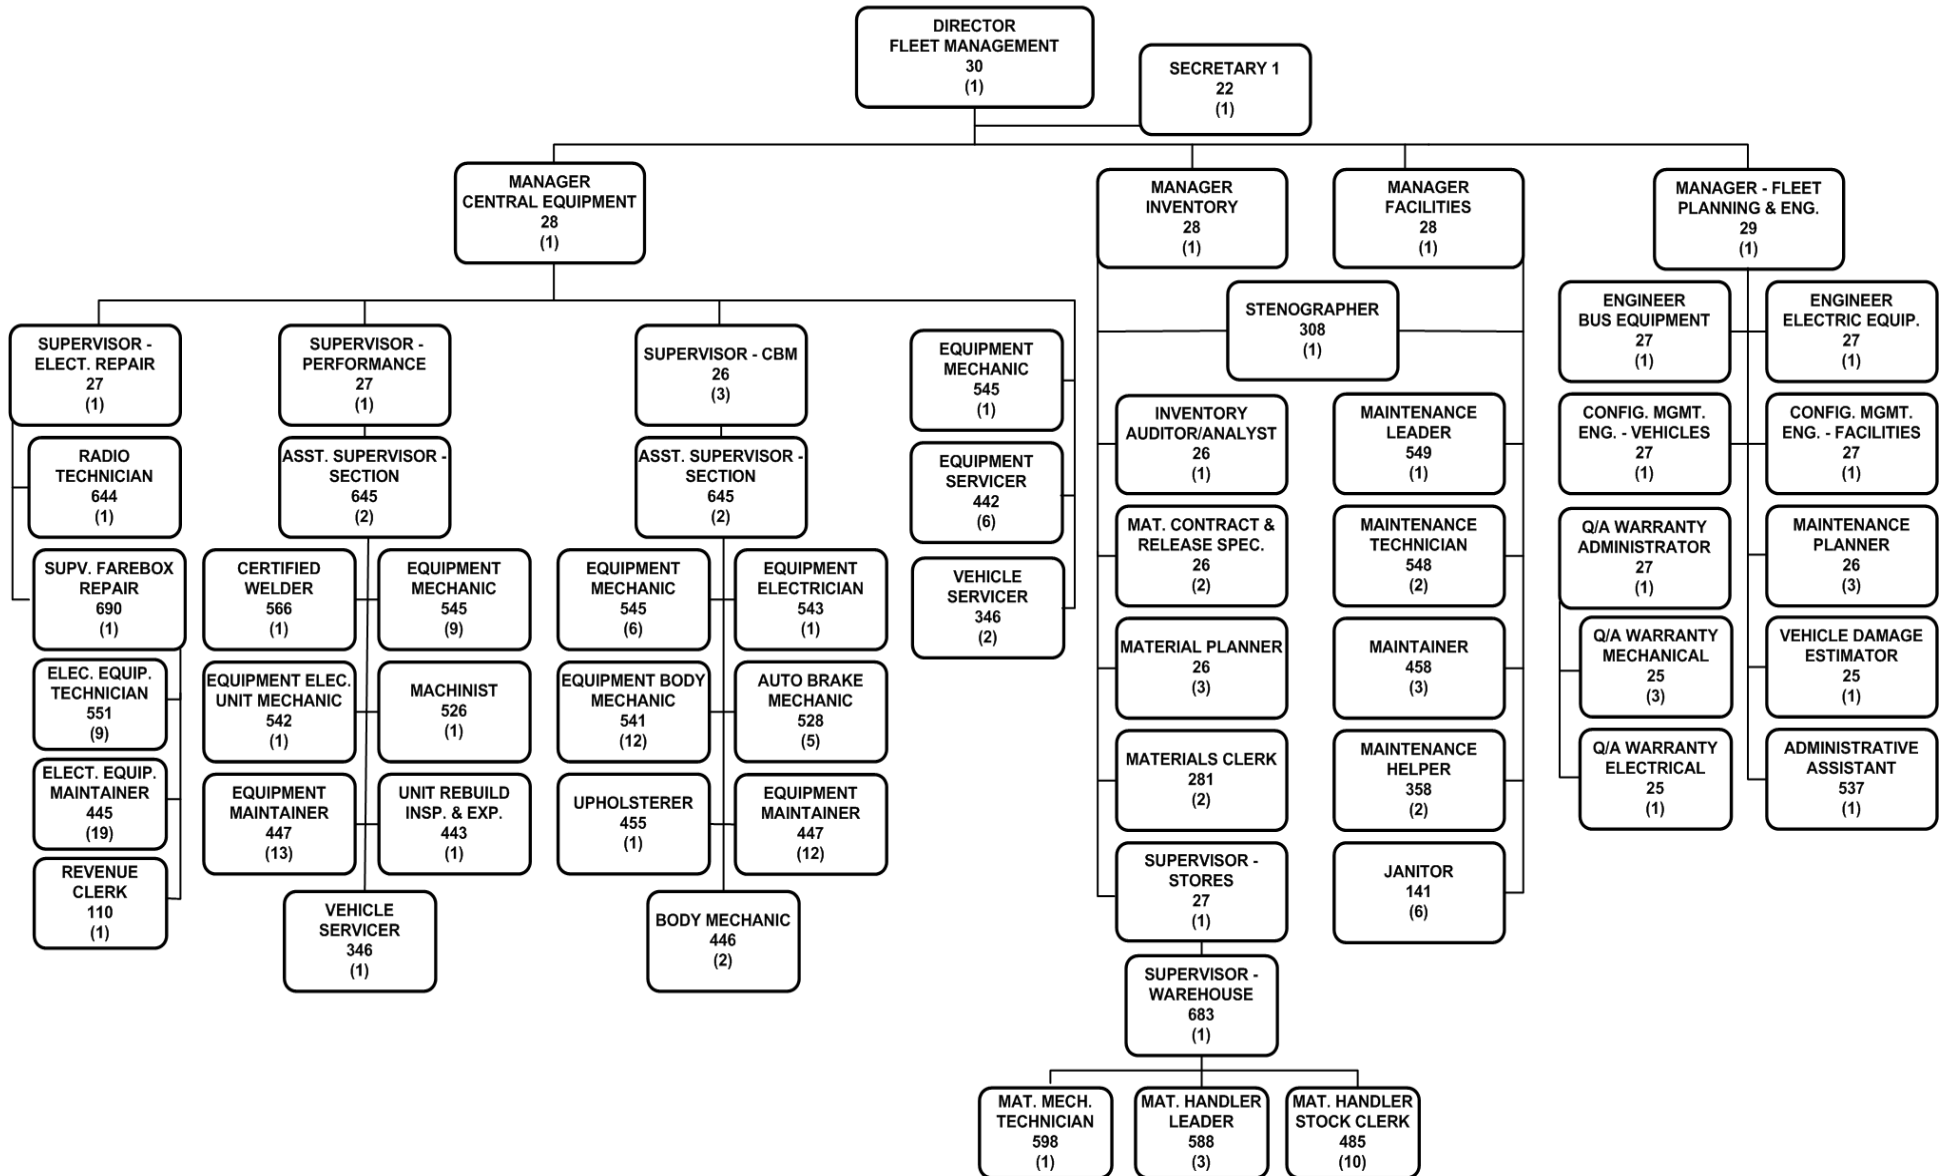 DIRECTOR
FLEET MANAGEMENT
30
(1)
SECRETARY 1
22
(1)
MANAGER
CENTRAL EQUIPMENT
28
(1)
MANAGER
INVENTORY
28
(1)
MANAGER
FACILITIES
28
(1)
MANAGER - FLEET
PLANNING & ENG.
29
(1)
STENOGRAPHER
308
(1)
SUPERVISOR -
ELECT. REPAIR
27
(1)
RADIO
TECHNICIAN
644
(1)
SUPV. FAREBOX
REPAIR
690
(1)
ELEC. EQUIP.
TECHNICIAN
551
(9)
ELECT. EQUIP.
MAINTAINER
445
(19)
REVENUE
CLERK
110
(1)
SUPERVISOR -
PERFORMANCE
27
(1)
ASST. SUPERVISOR -
SECTION
645
(2)
CERTIFIED
WELDER
566
(1)
EQUIPMENT
MECHANIC
545
(9)
EQUIPMENT ELEC.
UNIT MECHANIC
542
(1)
MACHINIST
526
(1)
EQUIPMENT
MAINTAINER
447
(13)
UNIT REBUILD
INSP. & EXP.
443
(1)
VEHICLE
SERVICER
346
(1)
SUPERVISOR - CBM
26
(3)
ASST. SUPERVISOR -
SECTION
645
(2)
EQUIPMENT
MECHANIC
545
(6)
EQUIPMENT
ELECTRICIAN
543
(1)
EQUIPMENT BODY
MECHANIC
541
(12)
AUTO BRAKE
MECHANIC
528
(5)
UPHOLSTERER
455
(1)
EQUIPMENT
MAINTAINER
447
(12)
BODY MECHANIC
446
(2)
EQUIPMENT
MECHANIC
545
(1)
EQUIPMENT
SERVICER
442
(6)
VEHICLE
SERVICER
346
(2)
INVENTORY
AUDITOR/ANALYST
26
(1)
MAT. CONTRACT &
RELEASE SPEC.
26
(2)
MATERIAL PLANNER
26
(3)
MATERIALS CLERK
281
(2)
SUPERVISOR -
STORES
27
(1)
SUPERVISOR -
WAREHOUSE
683
(1)
MAT. MECH.
TECHNICIAN
598
(1)
MAT. HANDLER
LEADER
588
(3)
MAT. HANDLER
STOCK CLERK
485
(10)
MAINTENANCE
LEADER
549
(1)
MAINTENANCE
TECHNICIAN
548
(2)
MAINTAINER
458
(3)
MAINTENANCE
HELPER
358
(2)
JANITOR
141
(6)
ENGINEER
BUS EQUIPMENT
27
(1)
ENGINEER
ELECTRIC EQUIP.
27
(1)
CONFIG. MGMT.
ENG. - VEHICLES
27
(1)
CONFIG. MGMT.
ENG. - FACILITIES
27
(1)
Q/A WARRANTY
ADMINISTRATOR
27
(1)
MAINTENANCE
PLANNER
26
(3)
Q/A WARRANTY
MECHANICAL
25
(3)
VEHICLE DAMAGE
ESTIMATOR
25
(1)
Q/A WARRANTY
ELECTRICAL
25
(1)
ADMINISTRATIVE
ASSISTANT
537
(1)